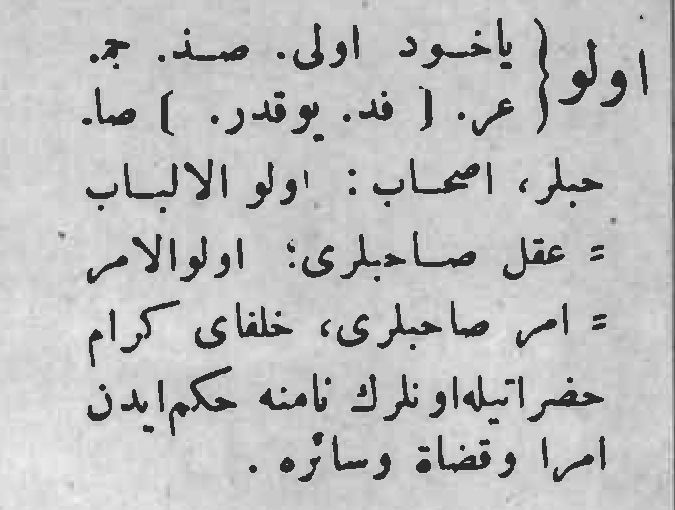 اولو { ياخود اولى. صذ. جـ.
عر. [ فد. يوقدر. ] صا.
حبلر، اصحاب: اولو الالباب
= عقل صاحبلرى؛ اولوالامر
= امر صاحبلرى، خلفاى كرام
حضراتيله اونلرك نامنه حكم ايدن
امرا وقضاة وسائره .